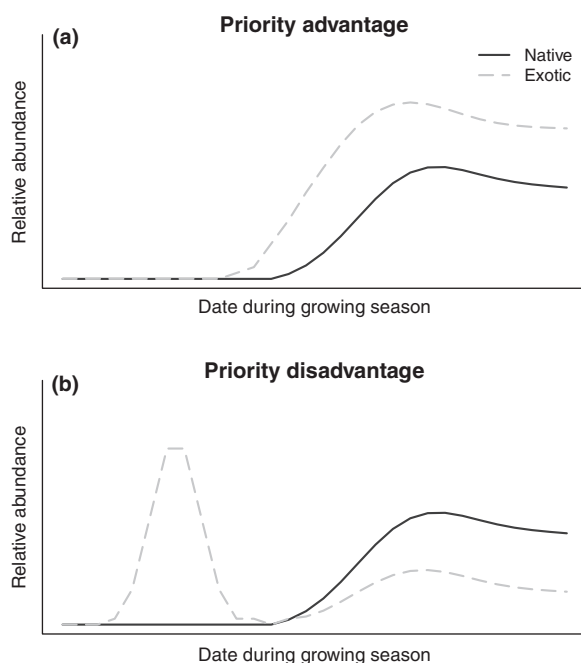 (a)
Priority advantage
Native
Exotic
Relative abundance
Date during growing season
(b)
Priority disadvantage
Relative abundance
Date during growing season